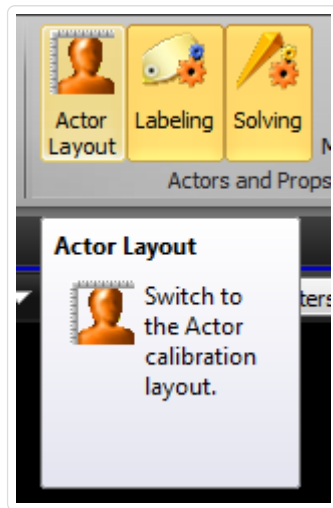 Actor
Layout
Labeling
Solving
Actors and Props
Actor Layout
Switch to
the Actor
calibration
layout.